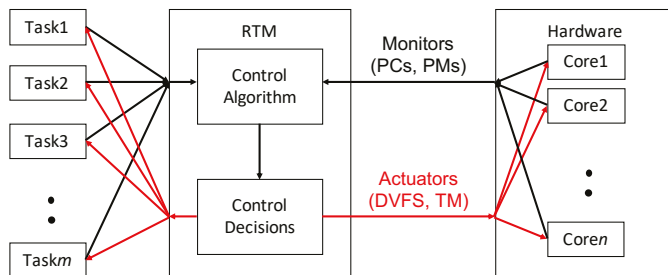 Task1
Task2
Task3
Taskm
RTM
Control
Algorithm
Control
Decisions
Monitors
(PCs, PMs)
Actuators
(DVFS, TM)
Hardware
Core1
Core2
Coren